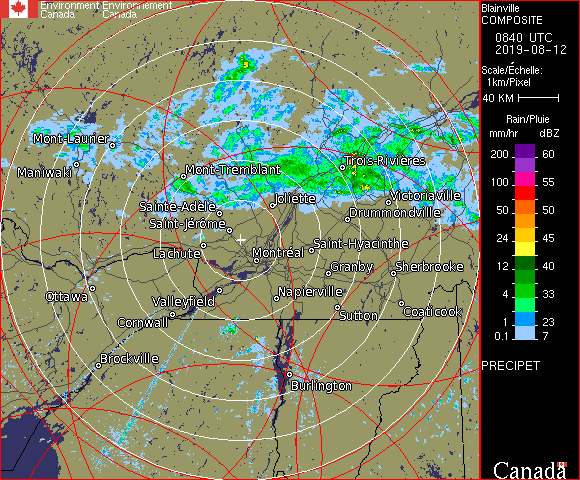 Environment Environnement
Canada Canada
Blainville
COMPOSITE
0840 UTC
2019-08-12
Scale/Échelle:
1km/Pixel
40 KM
Rain/Pluie
mm/hr dBZ
200 60
100 55
50 50
24 45
12 40
4 33
1 23
0.1 7
PRECIPET
Canada
Mont-Laurier
Maniwaki
Mont-Tremblant
Trois-Rivières
Sainte-Adèle
Joliette
Victoriaville
Drummondville
Saint-Jérôme
Lachute
Montréal
Saint-Hyacinthe
Granby
Sherbrooke
Ottawa
Valleyfield
Napierville
Cornwall
Sutton
Coaticook
Brockville
Burlington